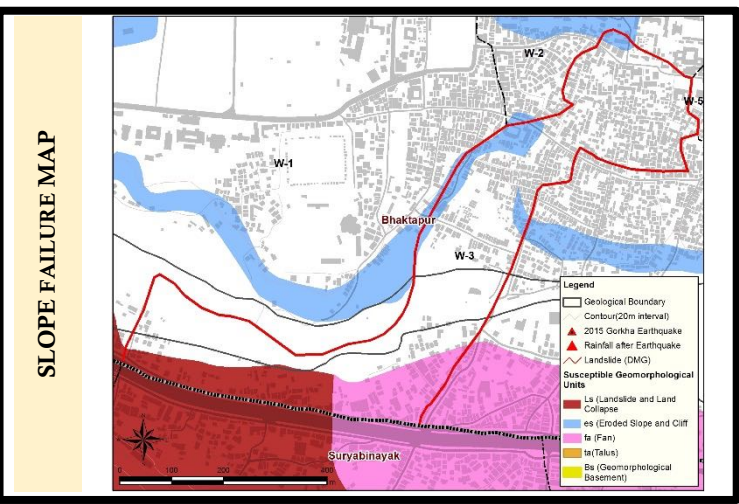 SLOPE FAILURE MAP
W-2
W-5
W-1
Bhaktapur
W-3
Suryabinayak
0 100 200 400
m
Legend
Geological Boundary
Contour(20m interval)
2015 Gorkha Earthquake
Rainfall after Earthquake
Landslide (DMG)
Susceptible Geomorphological
Units
Ls (Landslide and Land
Collapse
es (Eroded Slope and Cliff
fa (Fan)
ta(Talus)
Bs (Geomorphological
Basement)